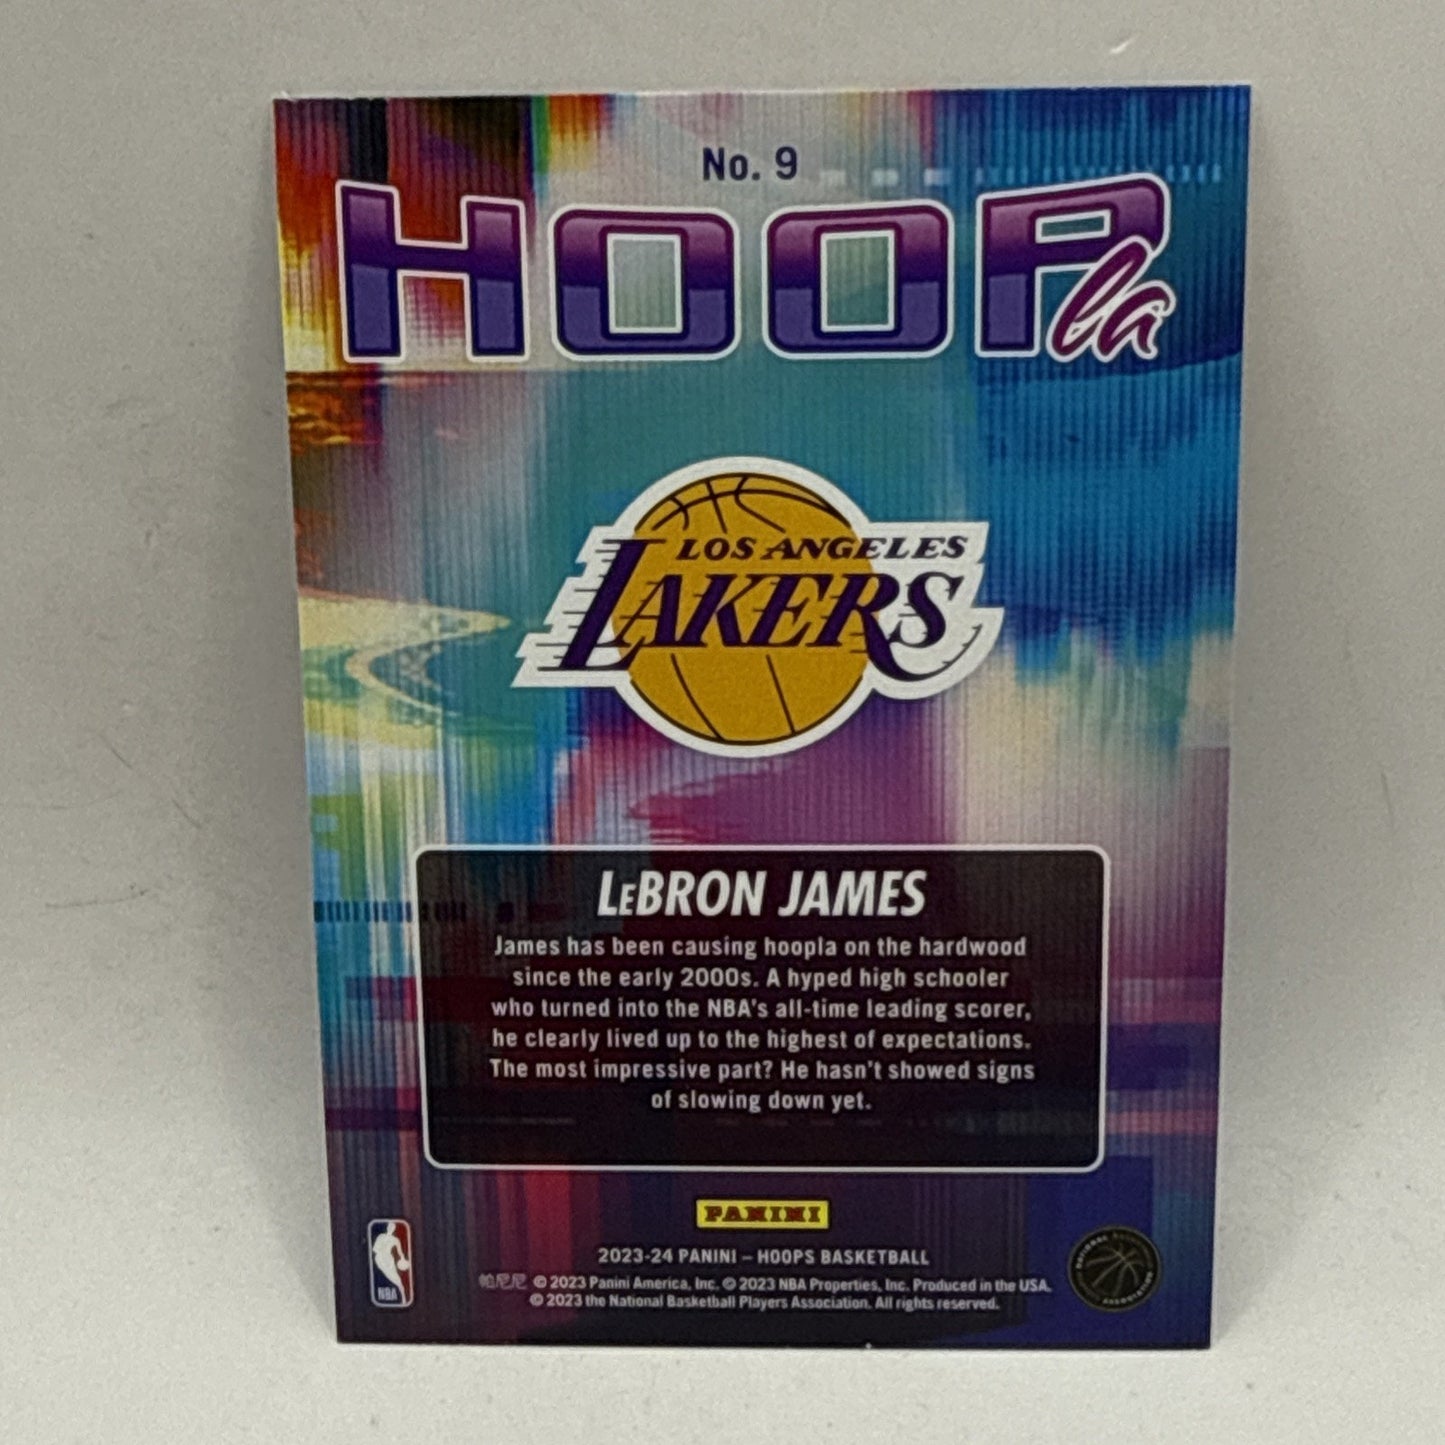 No. 9
HOOP
la
LOS ANGELES
LAKERS
LeBRON JAMES
James has been causing hoopla on the hardwood
since the early 2000s. A hyped high schooler
who turned into the NBA's all-time leading scorer,
he clearly lived up to the highest of expectations.
The most impressive part? He hasn't showed signs
of slowing down yet.
PANINI
2023-24 PANINI – HOOPS BASKETBALL
帕尼尼 © 2023 Panini America, Inc. © 2023 NBA Properties, Inc. Produced in the USA.
© 2023 the National Basketball Players Association. All rights reserved.
NBA